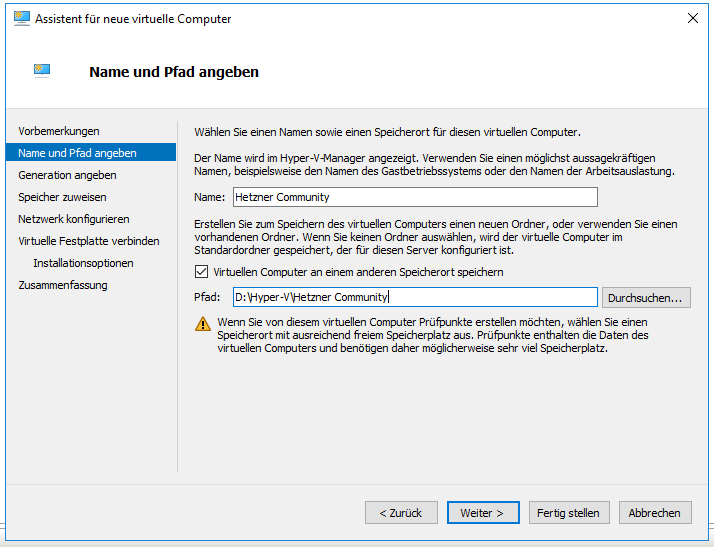 Assistent für neue virtuelle Computer
Name und Pfad angeben
Vorbemerkungen
Name und Pfad angeben
Generation angeben
Speicher zuweisen
Netzwerk konfigurieren
Virtuelle Festplatte verbinden
Installationsoptionen
Zusammenfassung
Wählen Sie einen Namen sowie einen Speicherort für diesen virtuellen Computer.
Der Name wird im Hyper-V-Manager angezeigt. Verwenden Sie einen möglichst aussagekräftigen
Namen, beispielsweise den Namen des Gastbetriebssystems oder den Namen der Arbeitsauslastung.
Name: Hetzner Community
Erstellen Sie zum Speichern des virtuellen Computers einen neuen Ordner, oder verwenden Sie einen
vorhandenen Ordner. Wenn Sie keinen Ordner auswählen, wird der virtuelle Computer im
Standardordner gespeichert, der für diesen Server konfiguriert ist.
Virtuellen Computer an einem anderen Speicherort speichern
Pfad: D:\Hyper-V\Hetzner Community Durchsuchen...
Wenn Sie von diesem virtuellen Computer Prüfpunkte erstellen möchten, wählen Sie einen
Speicherort mit ausreichend freiem Speicherplatz aus. Prüfpunkte enthalten die Daten des
virtuellen Computers und benötigen daher möglicherweise sehr viel Speicherplatz.
< Zurück Weiter > Fertig stellen Abbrechen